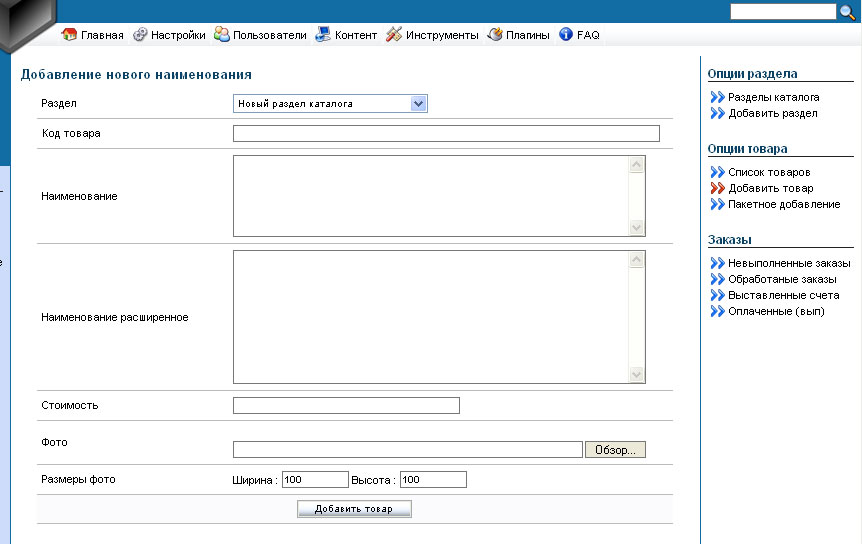 Главная Настройки Пользователи Контент Инструменты Плагины FAQ
Добавление нового наименования
Раздел Новый раздел каталога
Код товара
Наименование
Наименование расширенное
Стоимость
Фото Обзор...
Размеры фото Ширина : 100 Высота : 100
Добавить товар
Опции раздела
Разделы каталога
Добавить раздел
Опции товара
Список товаров
Добавить товар
Пакетное добавление
Заказы
Невыполненные заказы
Обработаные заказы
Выставленные счета
Оплаченные (вып)